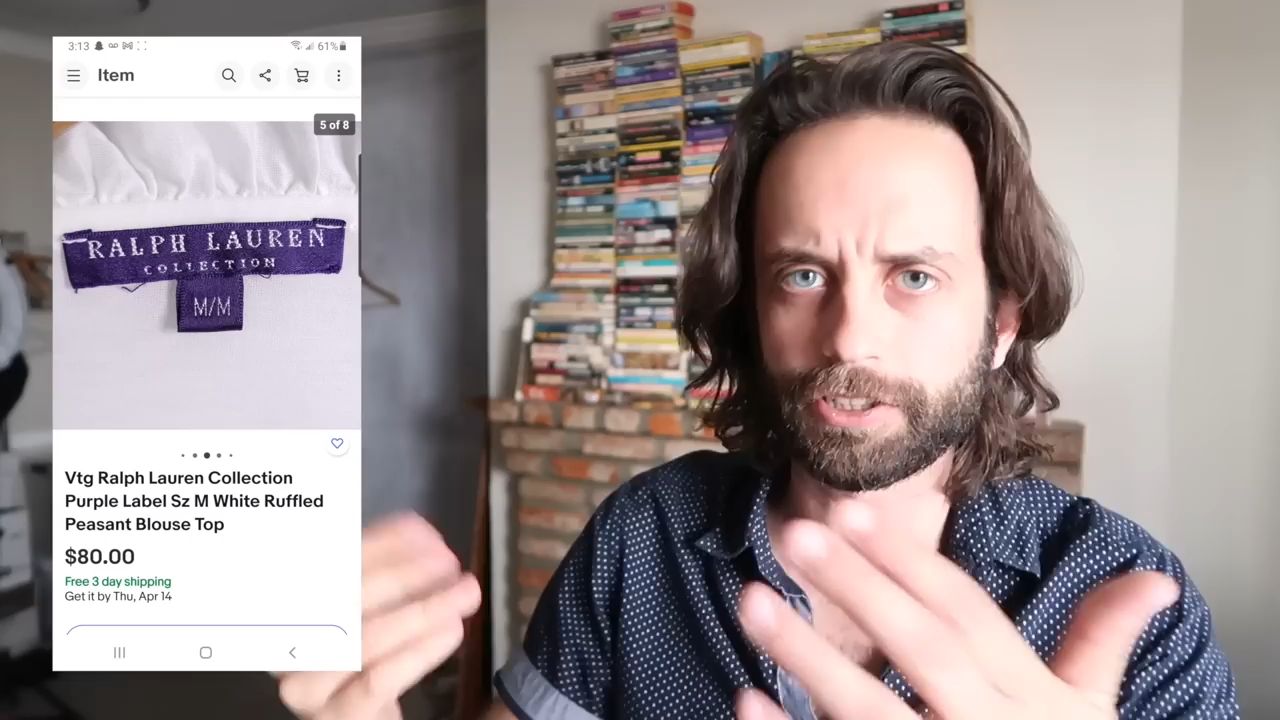 3:13
61%
Item
5 of 8
RALPH LAUREN
COLLECTION
M/M
Vtg Ralph Lauren Collection
Purple Label Sz M White Ruffled
Peasant Blouse Top
$80.00
Free 3 day shipping
Get it by Thu, Apr 14